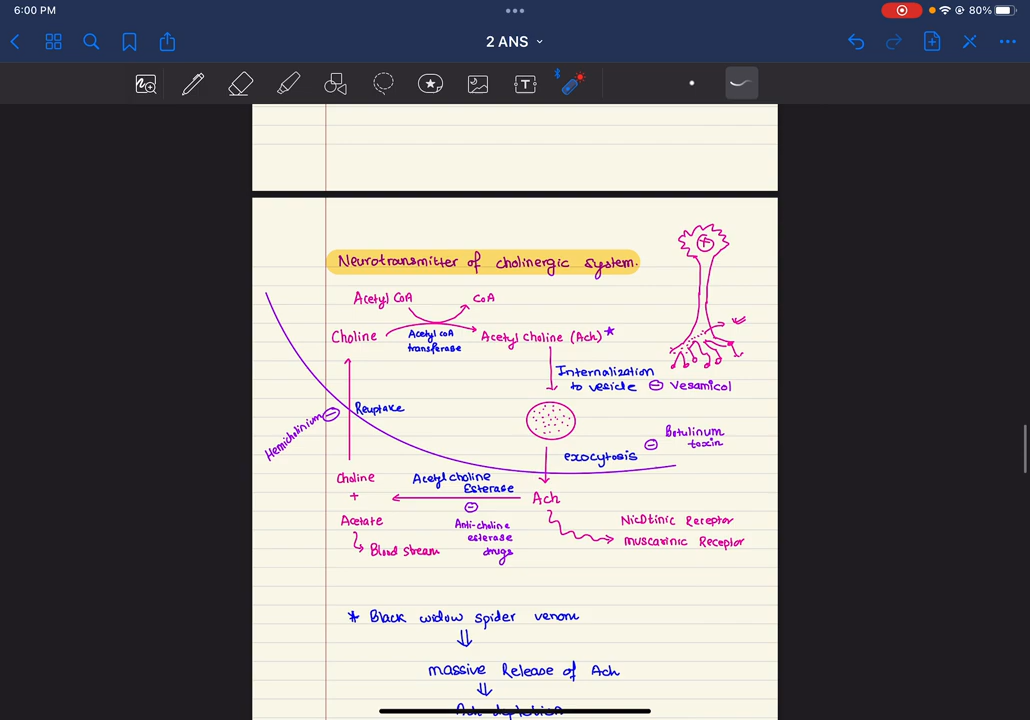 6:00 PM
80%
2 ANS
T
Neurotransmitter of cholinergic system.
Acetyl CoA
CoA
Choline
Acetyl coA
transferase
Acetyl choline (Ach)*
Internalization
to vesicle
⊖ Vesamicol
Reuptake
Hemicholinium ⊖
Botulinum
toxin
⊖
exocytosis
Choline
+
Acetate
Blood stream
Acetyl choline
Esterase
⊖
Anti-choline
esterase
drugs
Ach
Nicotinic Receptor
muscarinic Receptor
* Black widow spider venom
⇓
massive Release of Ach
⇓
Ach depletion